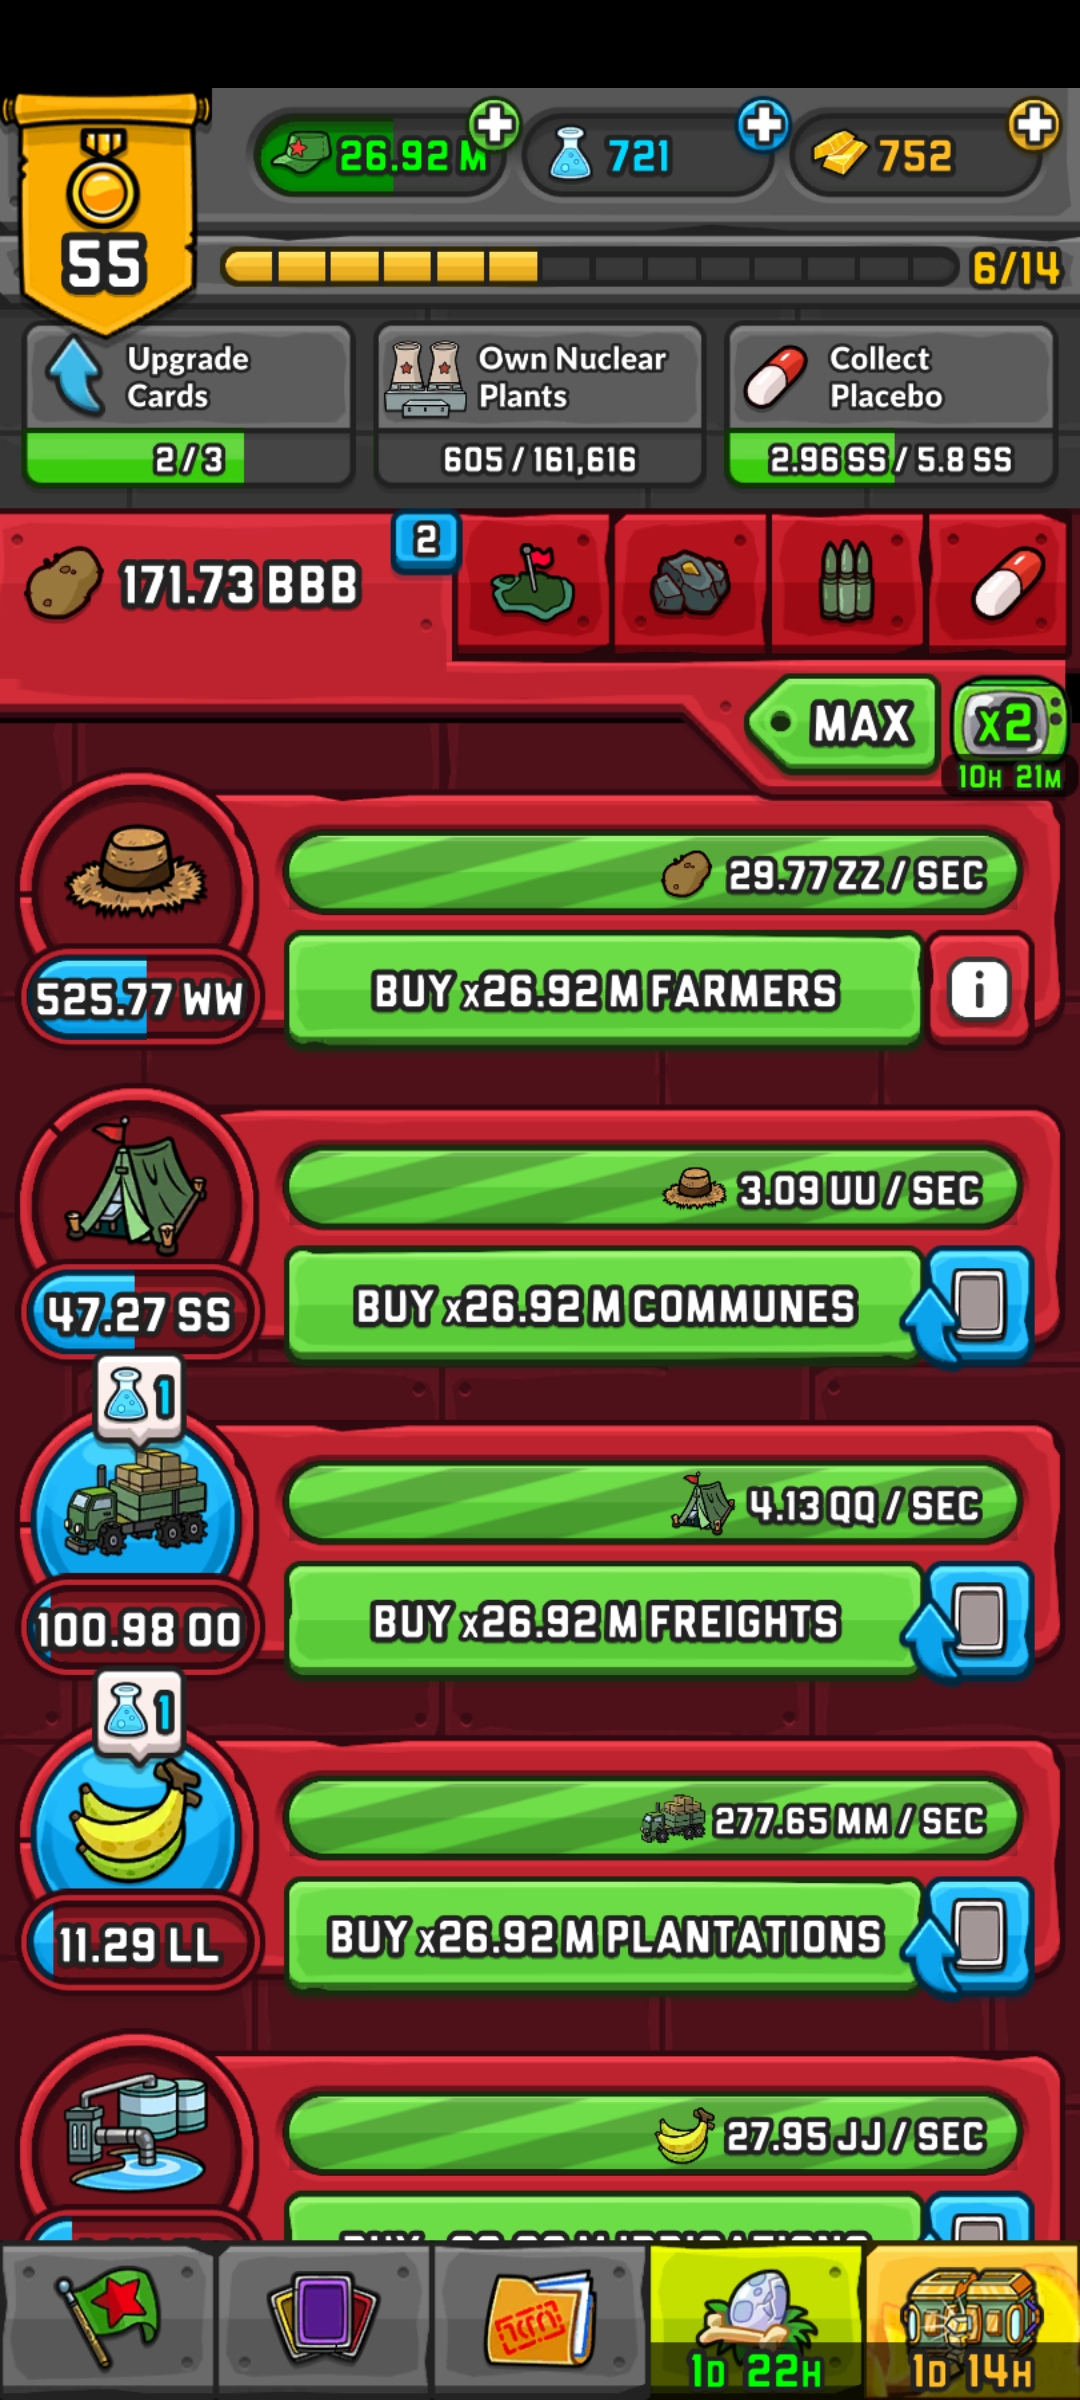 55
26.92 M
721
752
6/14
Upgrade
Cards
2/3
Own Nuclear
Plants
605/161,616
Collect
Placebo
2.96 SS/5.8 SS
171.73 BBB
2
MAX
x2
10H 21M
29.77 ZZ/SEC
525.77 WW
BUY x26.92 M FARMERS
i
3.09 UU/SEC
47.27 SS
BUY x26.92 M COMMUNES
1
4.13 QQ/SEC
100.98 OO
BUY x26.92 M FREIGHTS
1
277.65 MM/SEC
11.29 LL
BUY x26.92 M PLANTATIONS
27.95 JJ/SEC
1D 22H
1D 14H